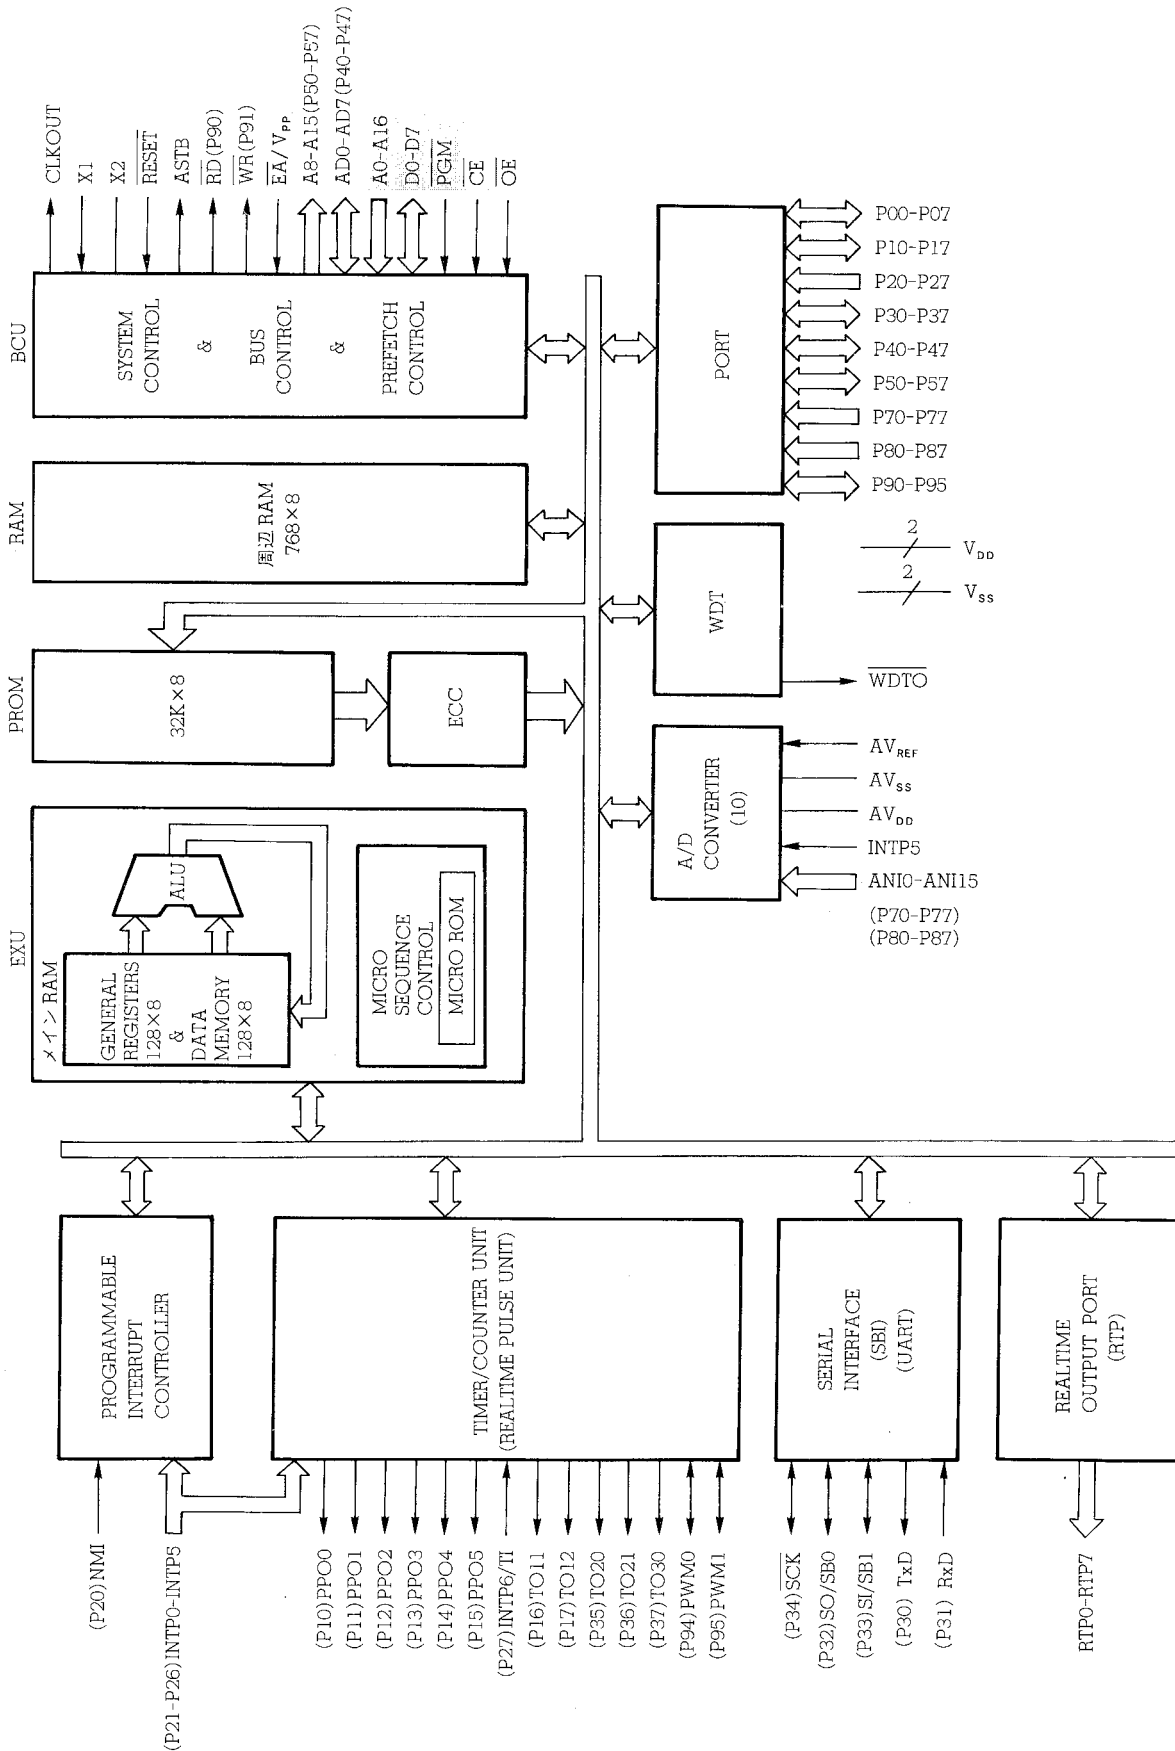 (P20)NMI
(P21-P26)INTP0-INTP5
(P10)PPO0
(P11)PPO1
(P12)PPO2
(P13)PPO3
(P14)PPO4
(P15)PPO5
(P27)INTP6/TI
(P16)TO11
(P17)TO12
(P35)TO20
(P36)TO21
(P37)TO30
(P94)PWM0
(P95)PWM1
(P34)SCK
(P32)SO/SB0
(P33)SI/SB1
(P30) TxD
(P31) RxD
RTP0-RTP7
PROGRAMMABLE
INTERRUPT
CONTROLLER
TIMER/COUNTER UNIT
(REALTIME PULSE UNIT)
SERIAL
INTERFACE
(SBI)
(UART)
REALTIME
OUTPUT PORT
(RTP)
EXU
メインRAM
GENERAL
REGISTERS
128×8
&
DATA
MEMORY
128×8
ALU
MICRO
SEQUENCE
CONTROL
MICRO ROM
PROM
32K×8
ECC
RAM
周辺RAM
768×8
BCU
SYSTEM
CONTROL
&
BUS
CONTROL
&
PREFETCH
CONTROL
CLKOUT
X1
X2
RESET
ASTB
RD(P90)
WR(P91)
EA/VPP
A8-A15(P50-P57)
AD0-AD7(P40-P47)
A0-A16
D0-D7
PGM
CE
OE
A/D
CONVERTER
(10)
AVREF
AVSS
AVDD
INTP5
ANI0-ANI15
(P70-P77)
(P80-P87)
WDT
WDTO
PORT
P00-P07
P10-P17
P20-P27
P30-P37
P40-P47
P50-P57
P70-P77
P80-P87
P90-P95
2
VDD
2
VSS